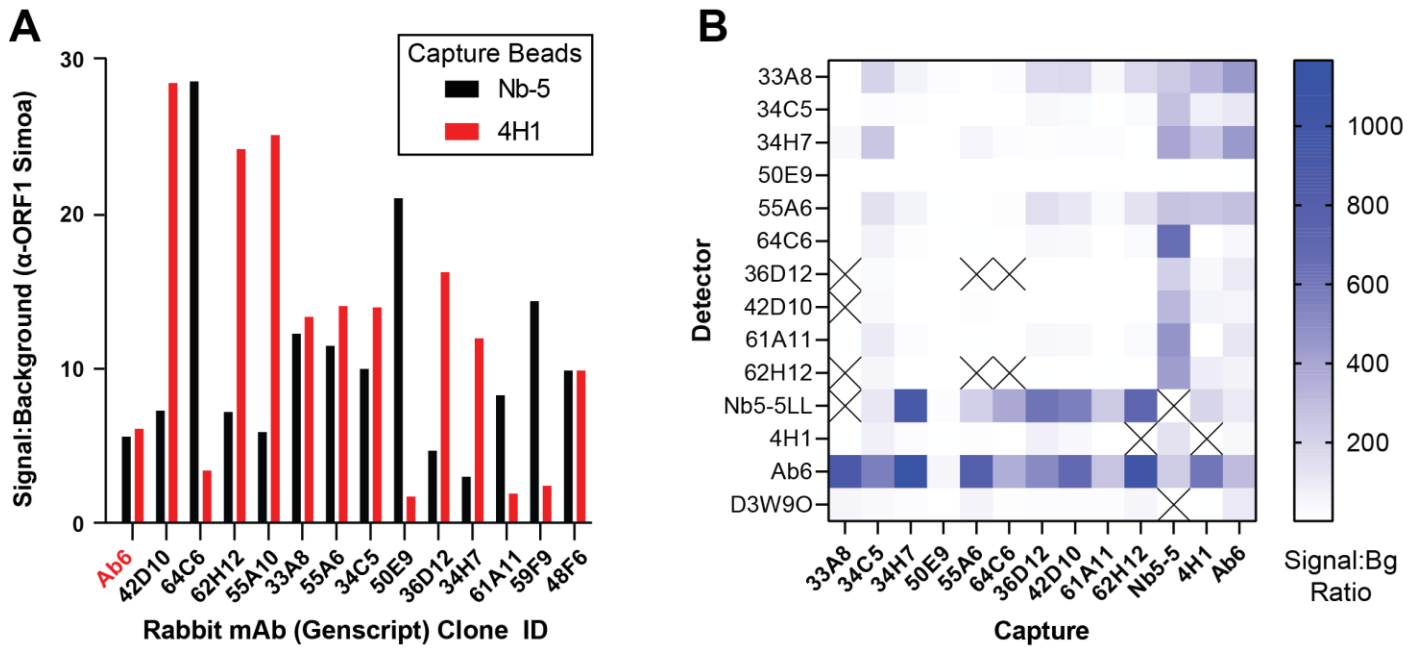 A
Signal:Background (α-ORF1 Simoa)
30
20
10
0
Capture Beads
Nb-5
4H1
Ab6
42D10
64C6
62H12
55A10
33A8
55A6
34C5
50E9
36D12
34H7
61A11
59F9
48F6
Rabbit mAb (Genscript) Clone ID
B
Detector
33A8
34C5
34H7
50E9
55A6
64C6
36D12
42D10
61A11
62H12
Nb5-5LL
4H1
Ab6
D3W9O
33A8
34C5
34H7
50E9
55A6
64C6
36D12
42D10
61A11
62H12
Nb5-5
4H1
Ab6
Capture
1000
800
600
400
200
Signal:Bg
Ratio